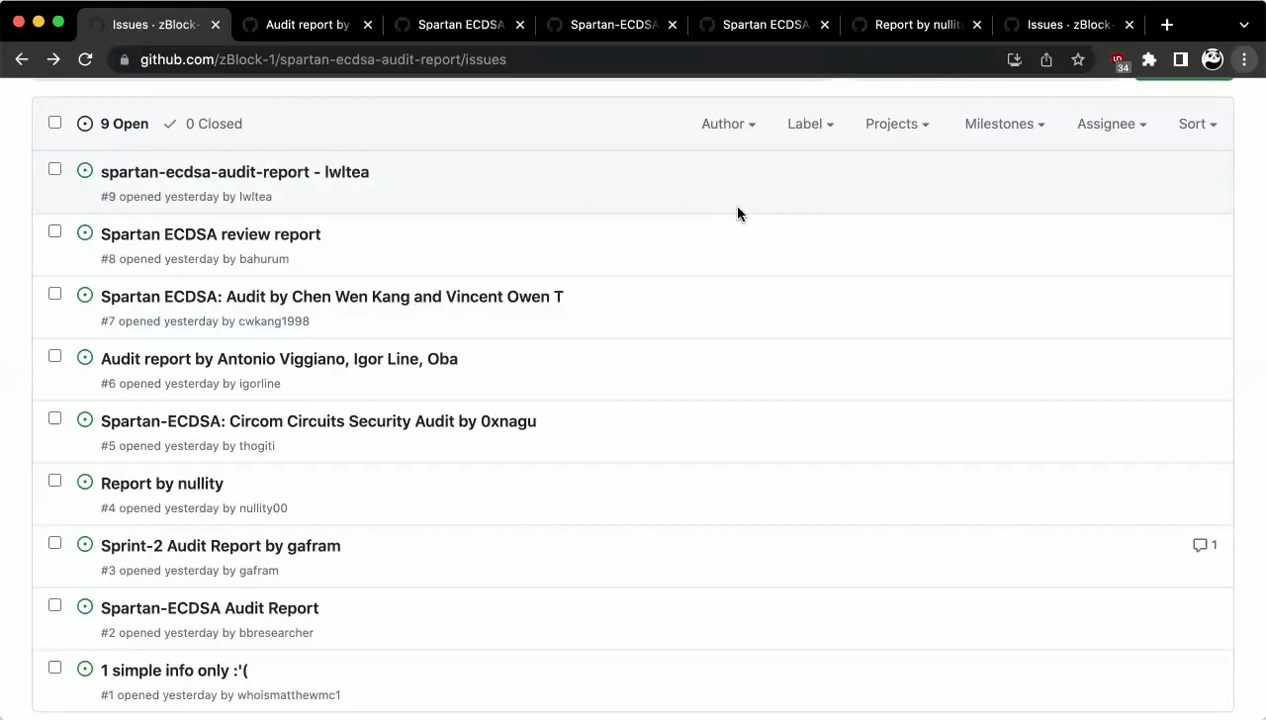 Issues · zBlock-
Audit report by
Spartan ECDSA
Spartan-ECDSA
Spartan ECDSA
Report by nullit
Issues · zBlock-
github.com/zBlock-1/spartan-ecdsa-audit-report/issues
34
9 Open
0 Closed
Author
Label
Projects
Milestones
Assignee
Sort
spartan-ecdsa-audit-report - lwltea
#9 opened yesterday by lwltea
Spartan ECDSA review report
#8 opened yesterday by bahurum
Spartan ECDSA: Audit by Chen Wen Kang and Vincent Owen T
#7 opened yesterday by cwkang1998
Audit report by Antonio Viggiano, Igor Line, Oba
#6 opened yesterday by igorline
Spartan-ECDSA: Circom Circuits Security Audit by 0xnagu
#5 opened yesterday by thogiti
Report by nullity
#4 opened yesterday by nullity00
Sprint-2 Audit Report by gafram
1
#3 opened yesterday by gafram
Spartan-ECDSA Audit Report
#2 opened yesterday by bbresearcher
1 simple info only :'(
#1 opened yesterday by whoismatthewmc1